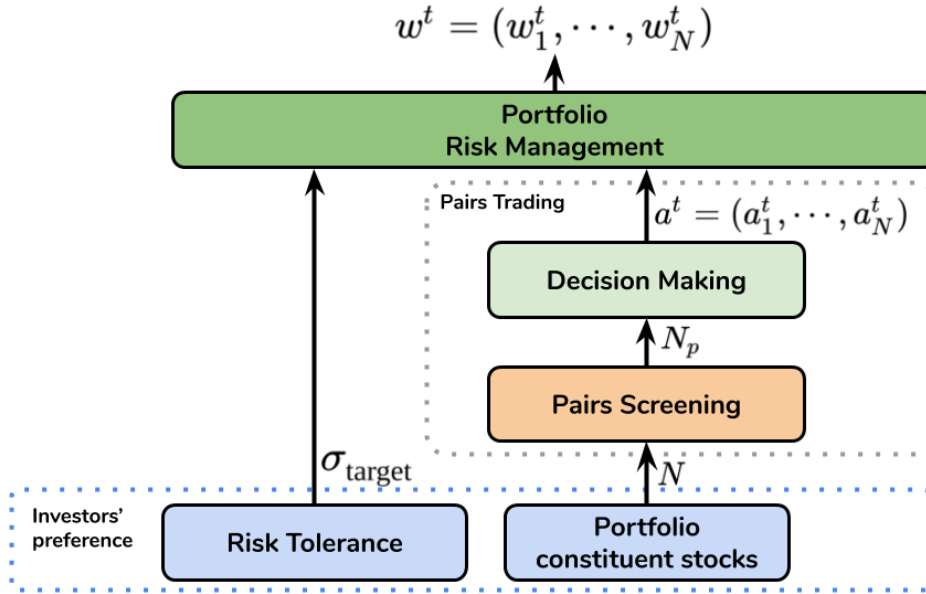 w^t = (w_1^t, ⋯, w_N^t)
Portfolio
Risk Management
Pairs Trading
a^t = (a_1^t, ⋯, a_N^t)
Decision Making
N_p
Pairs Screening
σ_target
N
Investors’
preference
Risk Tolerance
Portfolio
constituent stocks